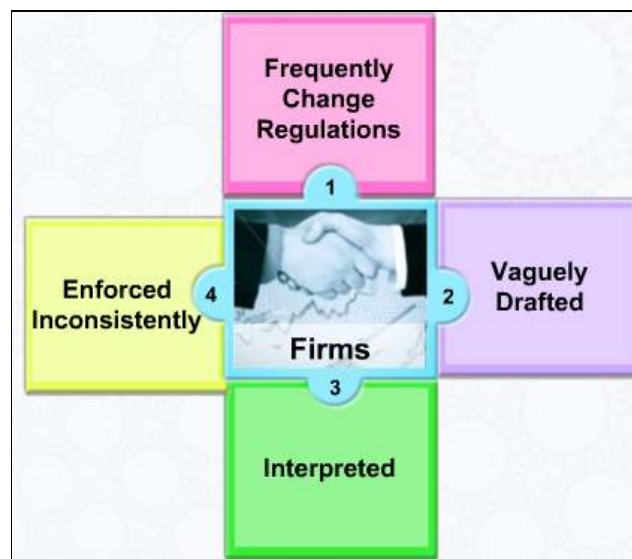 Frequently
Change
Regulations
1
Enforced
Inconsistently
4
2
Vaguely
Drafted
Firms
3
Interpreted